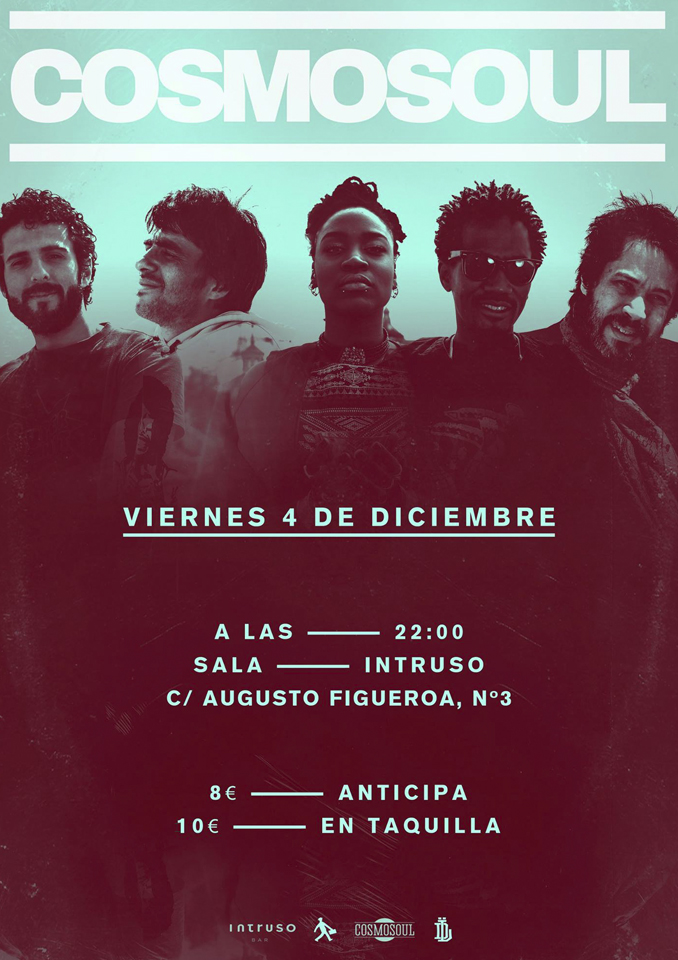 COSMOSOUL
VIERNES 4 DE DICIEMBRE
A LAS —— 22:00
SALA —— INTRUSO
C/ AUGUSTO FIGUEROA, Nº3
8€ —— ANTICIPA
10€ —— EN TAQUILLA
intruso
BAR
COSMOSOUL